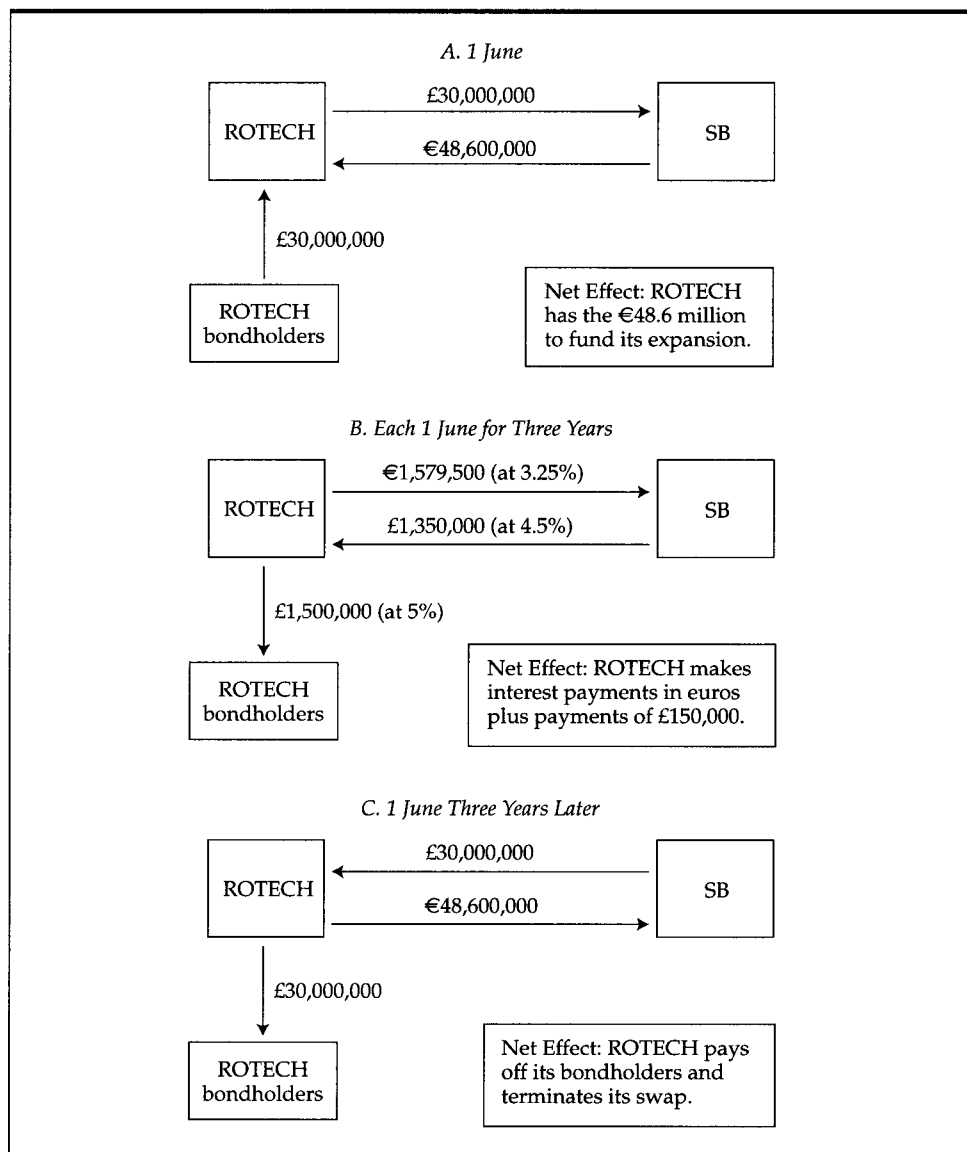 A. 1 June
£30,000,000
ROTECH
SB
€48,600,000
£30,000,000
ROTECH
bondholders
Net Effect: ROTECH
has the €48.6 million
to fund its expansion.
B. Each 1 June for Three Years
€1,579,500 (at 3.25%)
ROTECH
SB
£1,350,000 (at 4.5%)
£1,500,000 (at 5%)
ROTECH
bondholders
Net Effect: ROTECH makes
interest payments in euros
plus payments of £150,000.
C. 1 June Three Years Later
£30,000,000
ROTECH
SB
€48,600,000
£30,000,000
ROTECH
bondholders
Net Effect: ROTECH pays
off its bondholders and
terminates its swap.